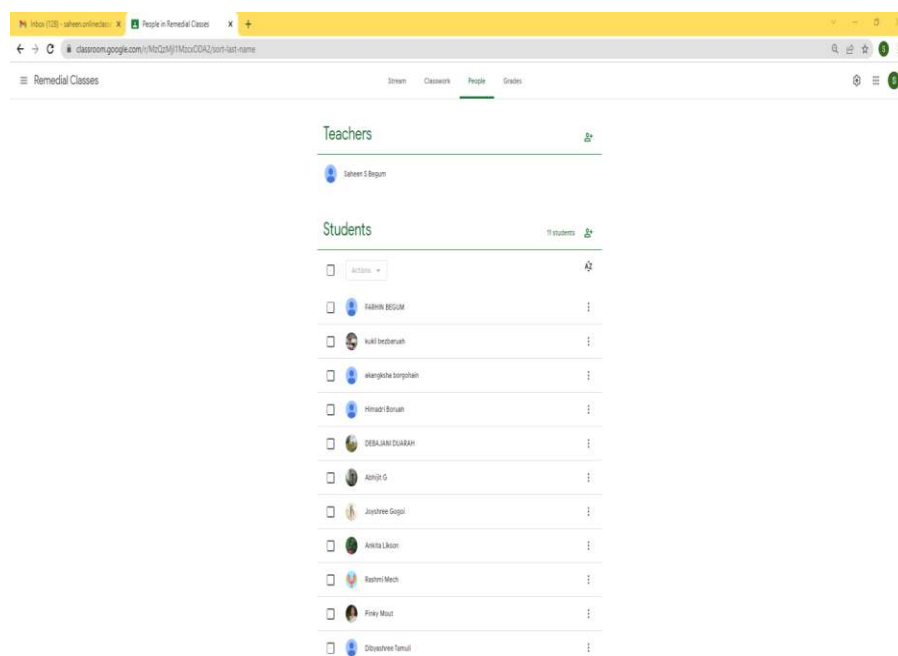 Inbox (128) - saheen.onlineclass
People in Remedial Classes
classroom.google.com/r/MzQzMjI1MzcxODA2/sort-last-name
Remedial Classes
Stream Classwork People Grades
S
Teachers
Saheen S Begum
Students
11 students
Actions
FARHIN BEGUM
kukil bezbaruah
akangksha borgohain
Himadri Boruah
DEBAJANI DUARAH
Abhijit G
Joyshree Gogoi
Ankita Likson
Rashmi Mech
Pinky Mout
Dibyashree Tamuli